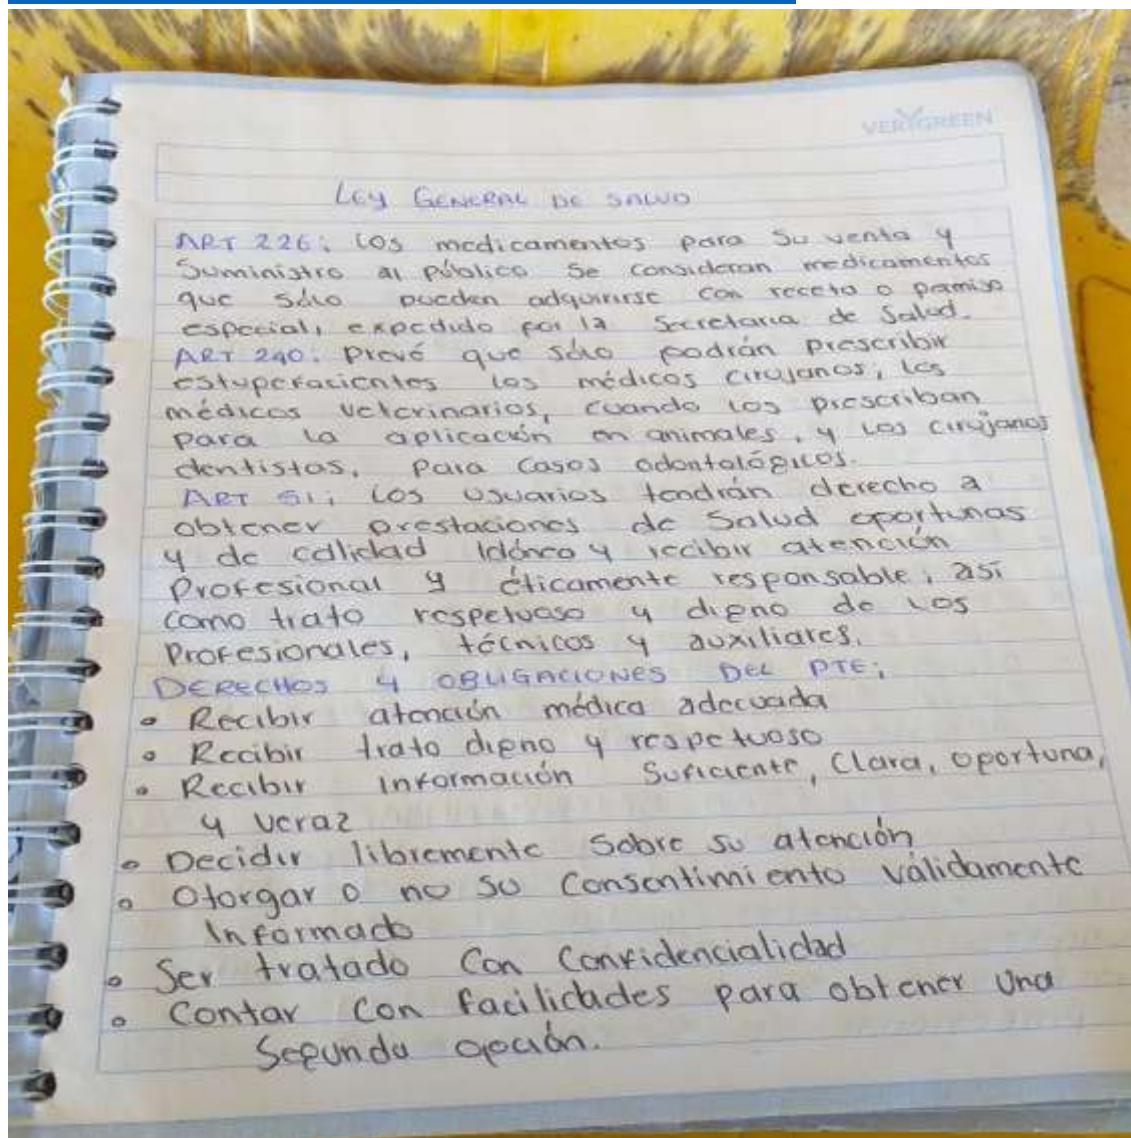 VERYGREEN
LEY GENERAL DE SALUD
ART 226: Los medicamentos para su venta y
Suministro al público se consideran medicamentos
que sólo pueden adquirirse con receta o permiso
especial, expedido por la Secretaria de Salud.
ART 240: Prevé que sólo podrán prescribir
estupefacientes los médicos cirujanos, los
médicos veterinarios, cuando los prescriban
para la aplicación en animales, y los cirujanos
dentistas, para casos odontológicos.
ART 51: Los usuarios tendrán derecho a
obtener prestaciones de Salud oportunas
y de calidad idónea y recibir atención
Profesional y éticamente responsable, así
como trato respetuoso y digno de los
Profesionales, técnicos y auxiliares.
DERECHOS Y OBLIGACIONES DEL PTE:
• Recibir atención médica adecuada
• Recibir trato digno y respetuoso
• Recibir información Suficiente, Clara, oportuna,
y veraz
• Decidir libremente Sobre su atención
• Otorgar o no su Consentimiento válidamente
Informado
• Ser tratado Con Confidencialidad
• Contar Con facilidades para obtener Una
Segunda opción.